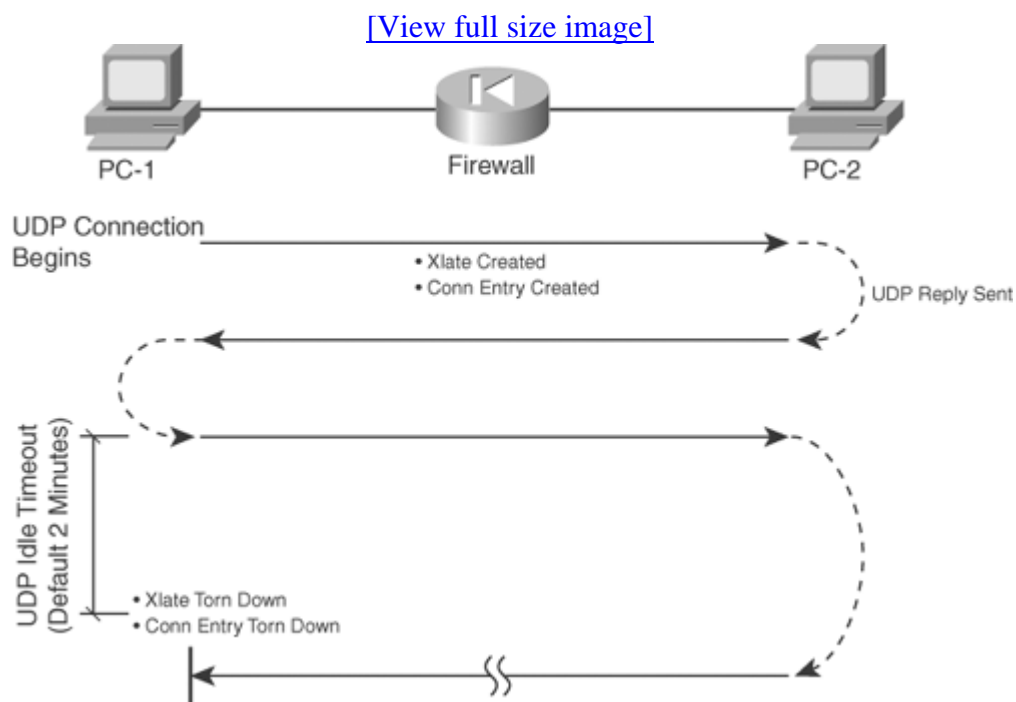 [View full size image]
PC-1
Firewall
PC-2
UDP Connection
Begins
• Xlate Created
• Conn Entry Created
UDP Reply Sent
UDP Idle Timeout
(Default 2 Minutes)
• Xlate Torn Down
• Conn Entry Torn Down